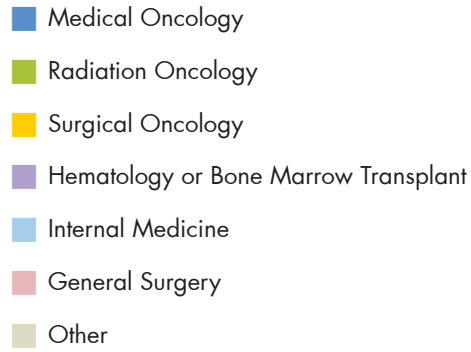 Medical Oncology
Radiation Oncology
Surgical Oncology
Hematology or Bone Marrow Transplant
Internal Medicine
General Surgery
Other